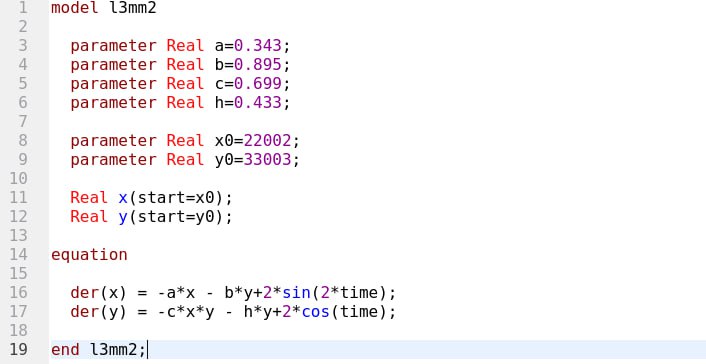 1 model l3mm2
2
3   parameter Real a=0.343;
4   parameter Real b=0.895;
5   parameter Real c=0.699;
6   parameter Real h=0.433;
7
8   parameter Real x0=22002;
9   parameter Real y0=33003;
10
11   Real x(start=x0);
12   Real y(start=y0);
13
14 equation
15
16   der(x) = -a*x - b*y+2*sin(2*time);
17   der(y) = -c*x*y - h*y+2*cos(time);
18
19 end l3mm2;